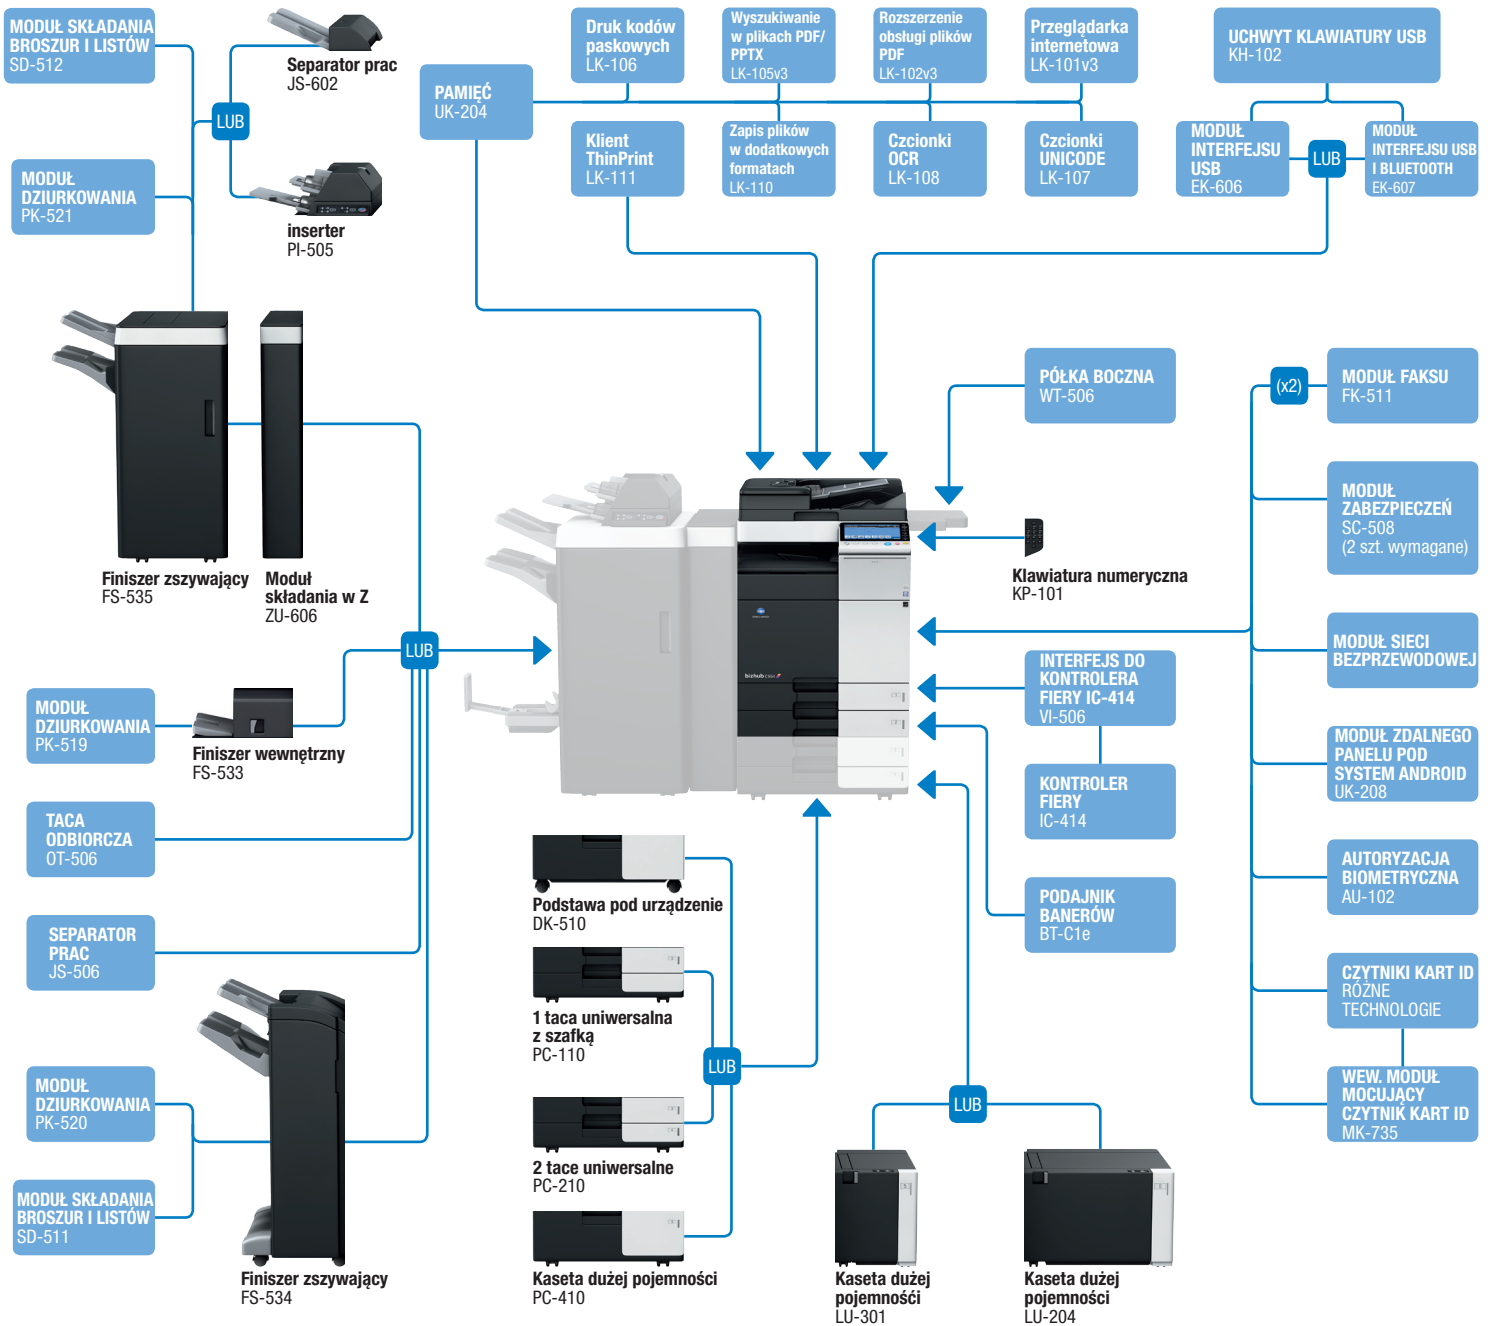 MODUŁ SKŁADANIA
BROSZUR I LISTÓW
SD-512
Separator prac
JS-602
LUB
MODUŁ
DZIURKOWANIA
PK-521
inserter
PI-505
PAMIĘĆ
UK-204
Druk kodów
paskowych
LK-106
Wyszukiwanie
w plikach PDF/
PPTX
LK-105v3
Rozszerzenie
obsługi plików
PDF
LK-102v3
Przeglądarka
internetowa
LK-101v3
Klient
ThinPrint
LK-111
Zapis plików
w dodatkowych
formatach
LK-110
Czcionki
OCR
LK-108
Czcionki
UNICODE
LK-107
UCHWYT KLAWIATURY USB
KH-102
MODUŁ
INTERFEJSU
USB
EK-606
LUB
MODUŁ
INTERFEJSU USB
I BLUETOOTH
EK-607
Finiszer zszywający
FS-535
Moduł
składania w Z
ZU-606
LUB
MODUŁ
DZIURKOWANIA
PK-519
Finiszer wewnętrzny
FS-533
TACA
ODBIORCZA
OT-506
SEPARATOR
PRAC
JS-506
MODUŁ
DZIURKOWANIA
PK-520
MODUŁ SKŁADANIA
BROSZUR I LISTÓW
SD-511
Finiszer zszywający
FS-534
bizhub
PÓŁKA BOCZNA
WT-506
Klawiatura numeryczna
KP-101
INTERFEJS DO
KONTROLERA
FIERY IC-414
VI-506
KONTROLER
FIERY
IC-414
PODAJNIK
BANERÓW
BT-C1e
(x2)
MODUŁ FAKSU
FK-511
MODUŁ
ZABEZPIECZEŃ
SC-508
(2 szt. wymagane)
MODUŁ SIECI
BEZPRZEWODOWEJ
MODUŁ ZDALNEGO
PANELU POD
SYSTEM ANDROID
UK-208
AUTORYZACJA
BIOMETRYCZNA
AU-102
CZYTNIKI KART ID
RÓŻNE
TECHNOLOGIE
WEW. MODUŁ
MOCUJĄCY
CZYTNIK KART ID
MK-735
Podstawa pod urządzenie
DK-510
1 taca uniwersalna
z szafką
PC-110
LUB
2 tace uniwersalne
PC-210
Kaseta dużej pojemności
PC-410
LUB
Kaseta dużej
pojemnośći
LU-301
Kaseta dużej
pojemności
LU-204